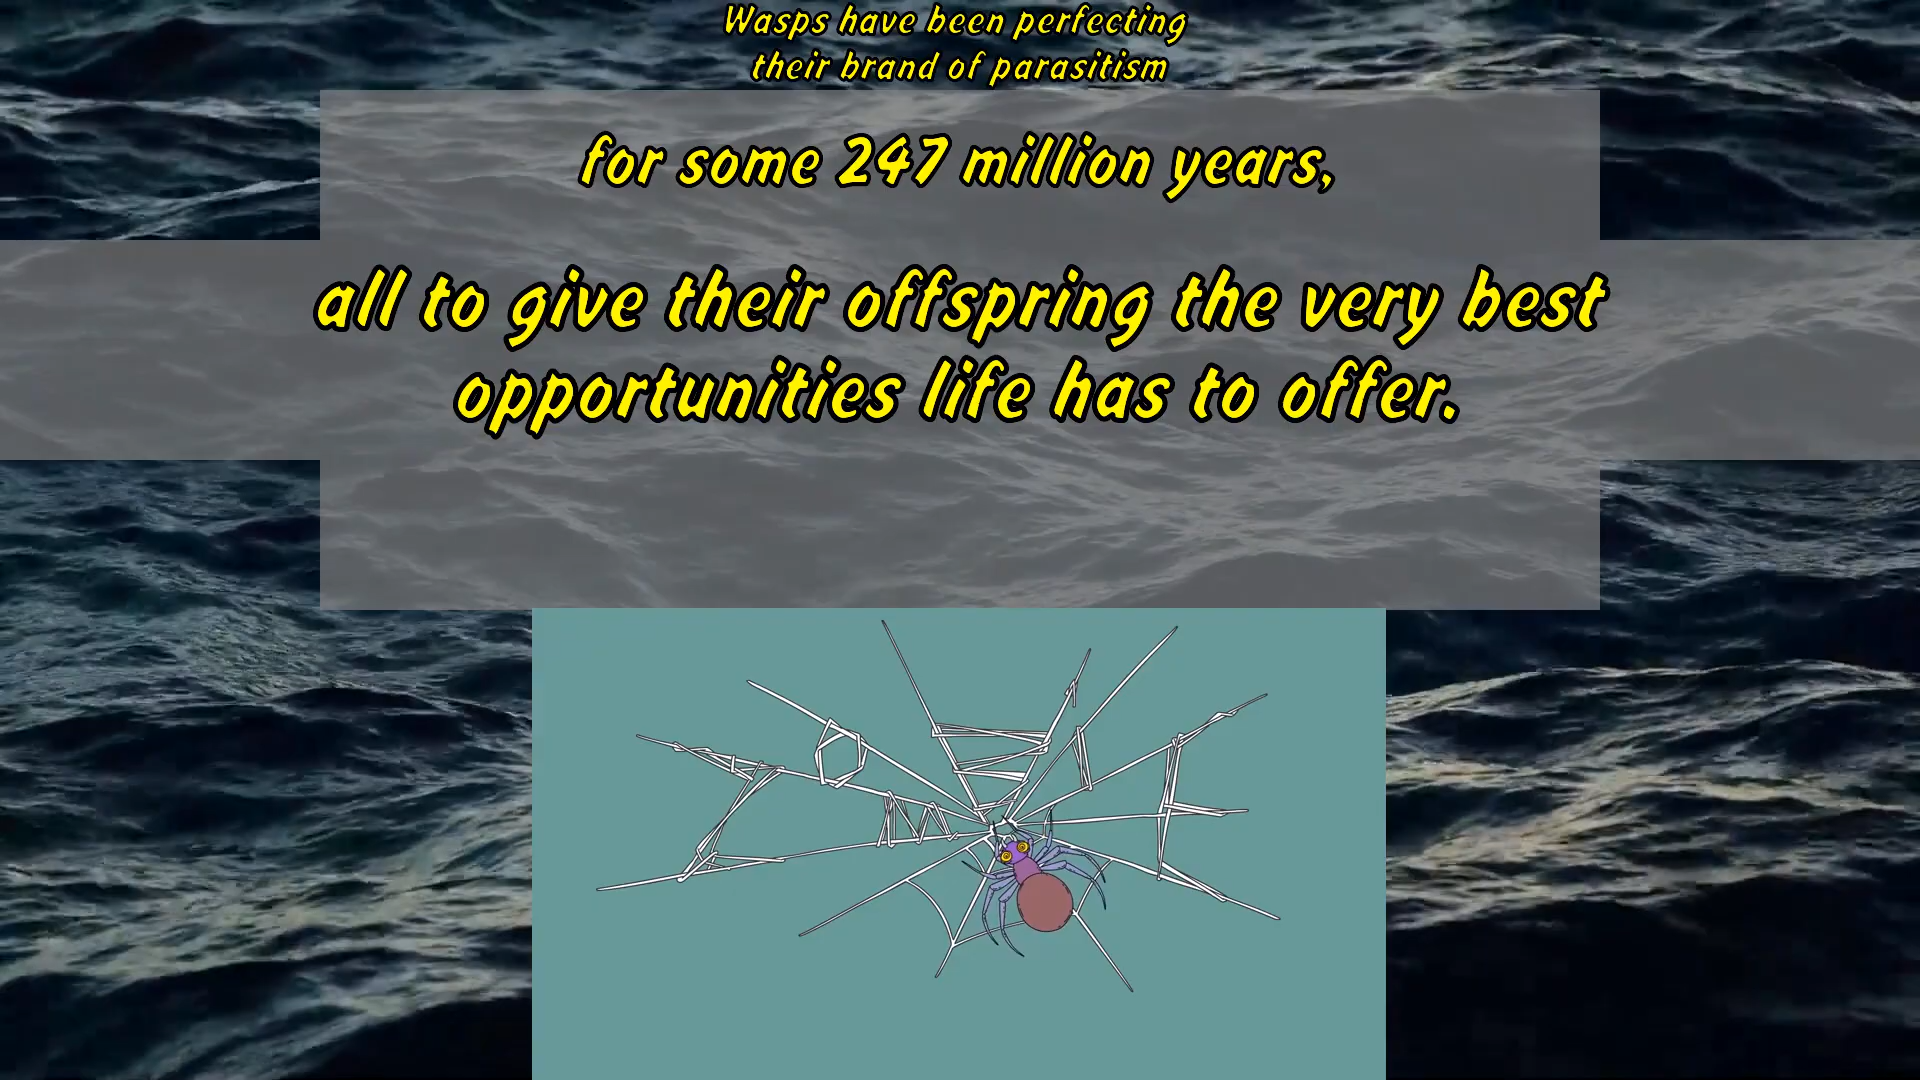 Wasps have been perfecting
their brand of parasitism
for some 247 million years,
all to give their offspring the very best
opportunities life has to offer.